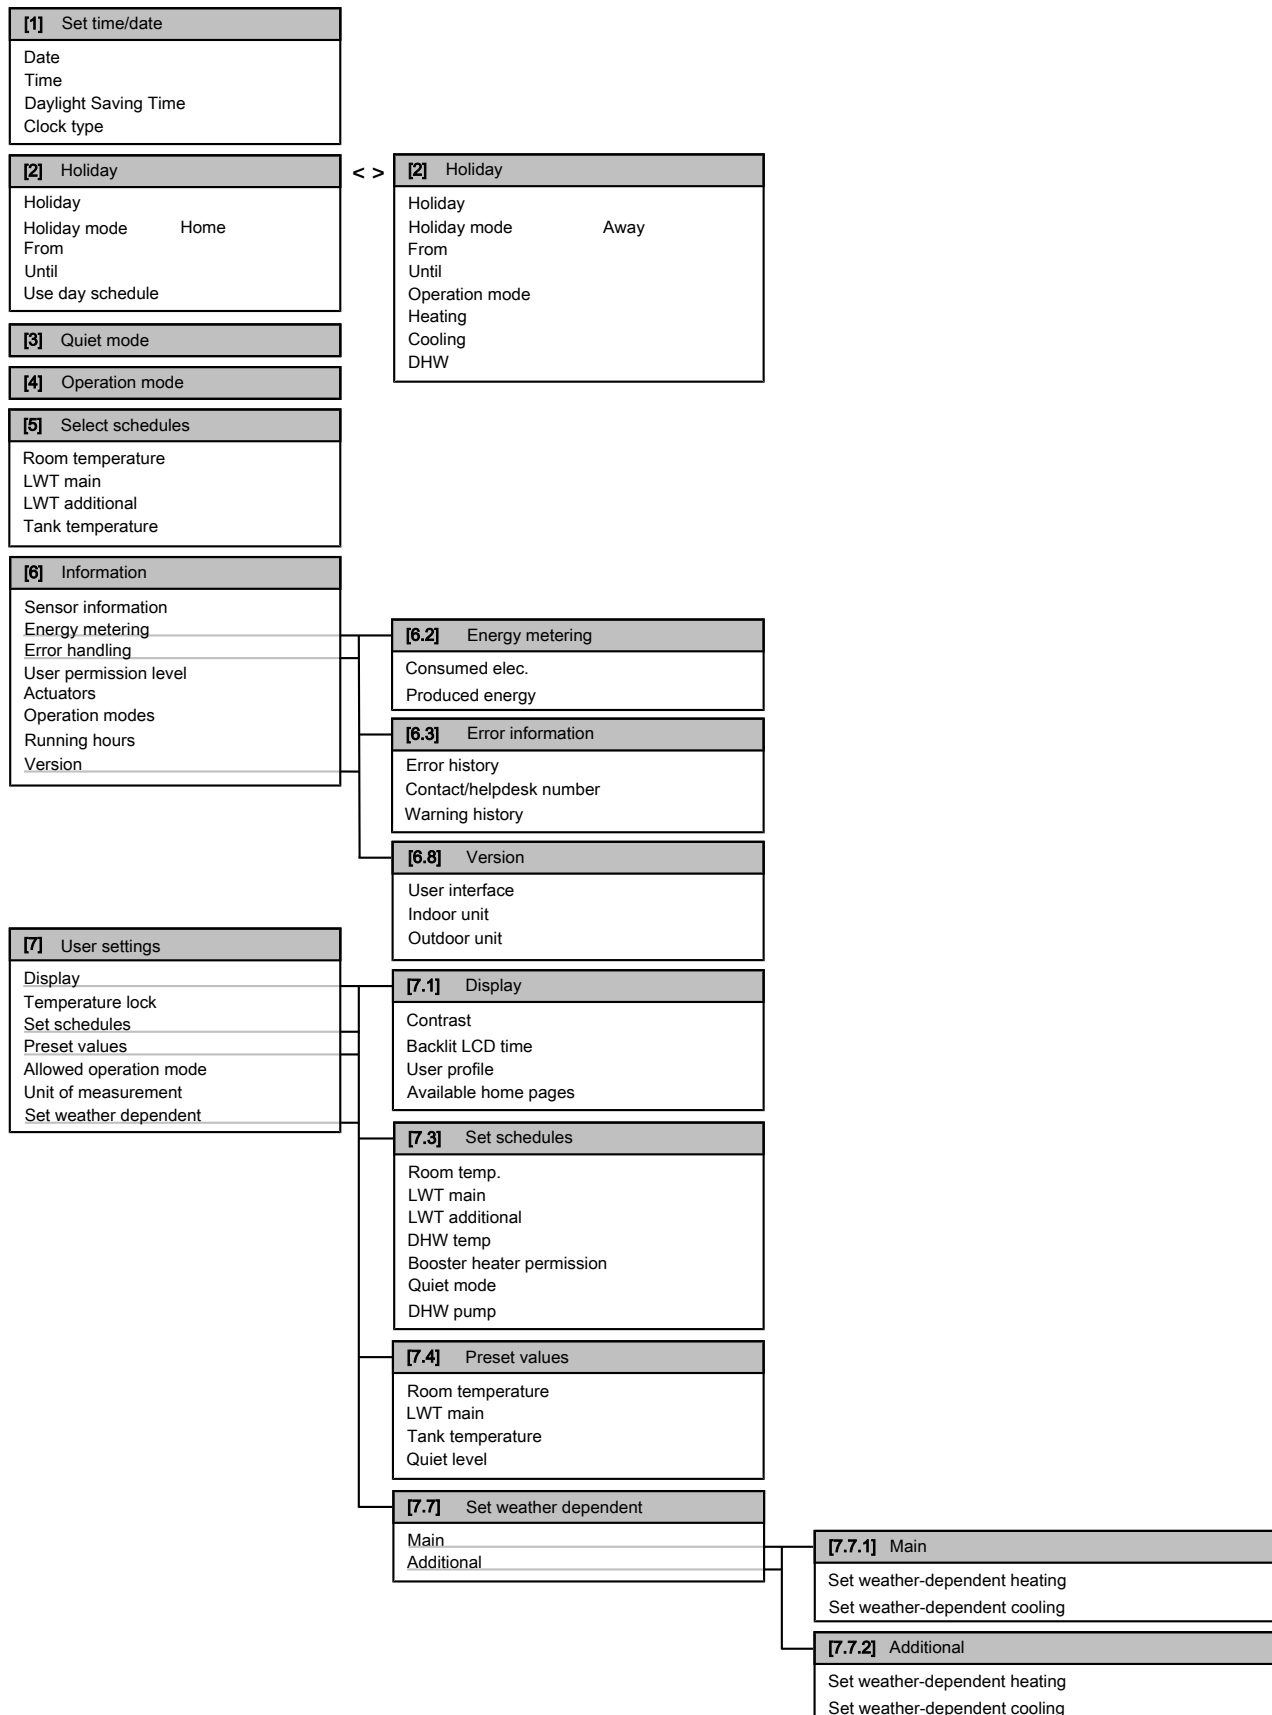 [1] Set time/date
Date
Time
Daylight Saving Time
Clock type
[2] Holiday
Holiday
Holiday mode Home
From
Until
Use day schedule
< >
[2] Holiday
Holiday
Holiday mode Away
From
Until
Operation mode
Heating
Cooling
DHW
[3] Quiet mode
[4] Operation mode
[5] Select schedules
Room temperature
LWT main
LWT additional
Tank temperature
[6] Information
Sensor information
Energy metering
Error handling
User permission level
Actuators
Operation modes
Running hours
Version
[6.2] Energy metering
Consumed elec.
Produced energy
[6.3] Error information
Error history
Contact/helpdesk number
Warning history
[6.8] Version
User interface
Indoor unit
Outdoor unit
[7] User settings
Display
Temperature lock
Set schedules
Preset values
Allowed operation mode
Unit of measurement
Set weather dependent
[7.1] Display
Contrast
Backlit LCD time
User profile
Available home pages
[7.3] Set schedules
Room temp.
LWT main
LWT additional
DHW temp
Booster heater permission
Quiet mode
DHW pump
[7.4] Preset values
Room temperature
LWT main
Tank temperature
Quiet level
[7.7] Set weather dependent
Main
Additional
[7.7.1] Main
Set weather-dependent heating
Set weather-dependent cooling
[7.7.2] Additional
Set weather-dependent heating
Set weather-dependent cooling